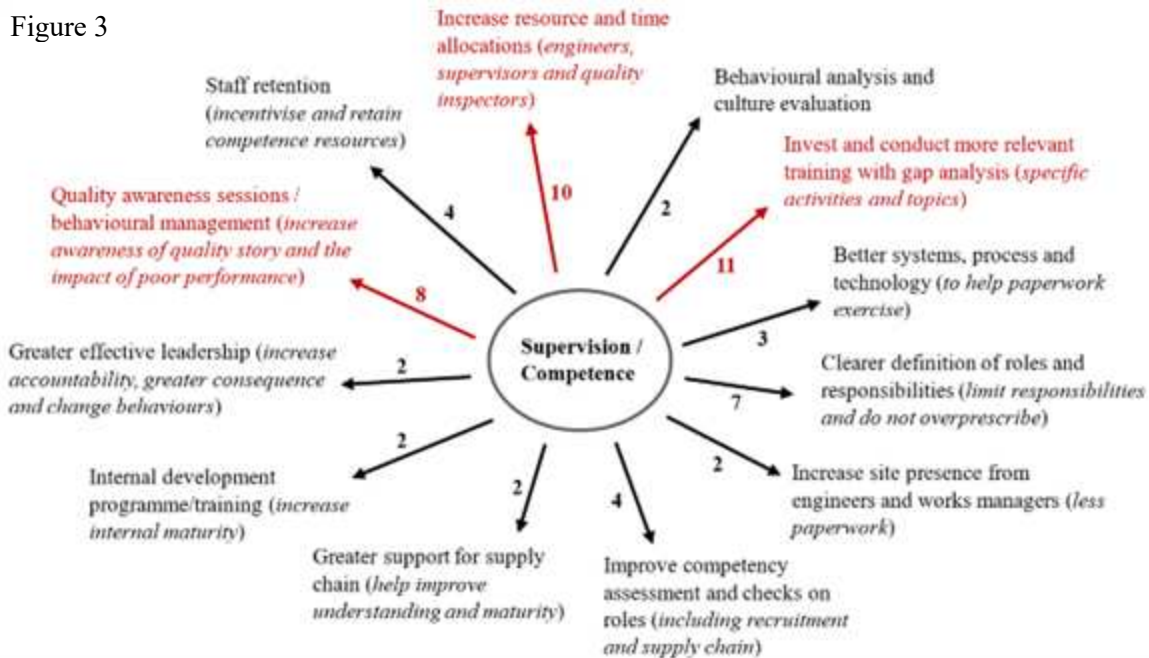 Figure 3
Increase resource and time
allocations (engineers,
supervisors and quality
inspectors)
Behavioural analysis and
culture evaluation
Invest and conduct more relevant
training with gap analysis (specific
activities and topics)
Better systems, process and
technology (to help paperwork
exercise)
Clearer definition of roles and
responsibilities (limit responsibilities
and do not overprescribe)
Increase site presence from
engineers and works managers (less
paperwork)
Improve competency
assessment and checks on
roles (including recruitment
and supply chain)
Greater support for supply
chain (help improve
understanding and maturity)
Internal development
programme/training (increase
internal maturity)
Greater effective leadership (increase
accountability, greater consequence
and change behaviours)
Quality awareness sessions /
behavioural management (increase
awareness of quality story and the
impact of poor performance)
Staff retention
(incentivise and retain
competence resources)
10
2
11
3
7
2
4
2
2
2
8
4
Supervision /
Competence